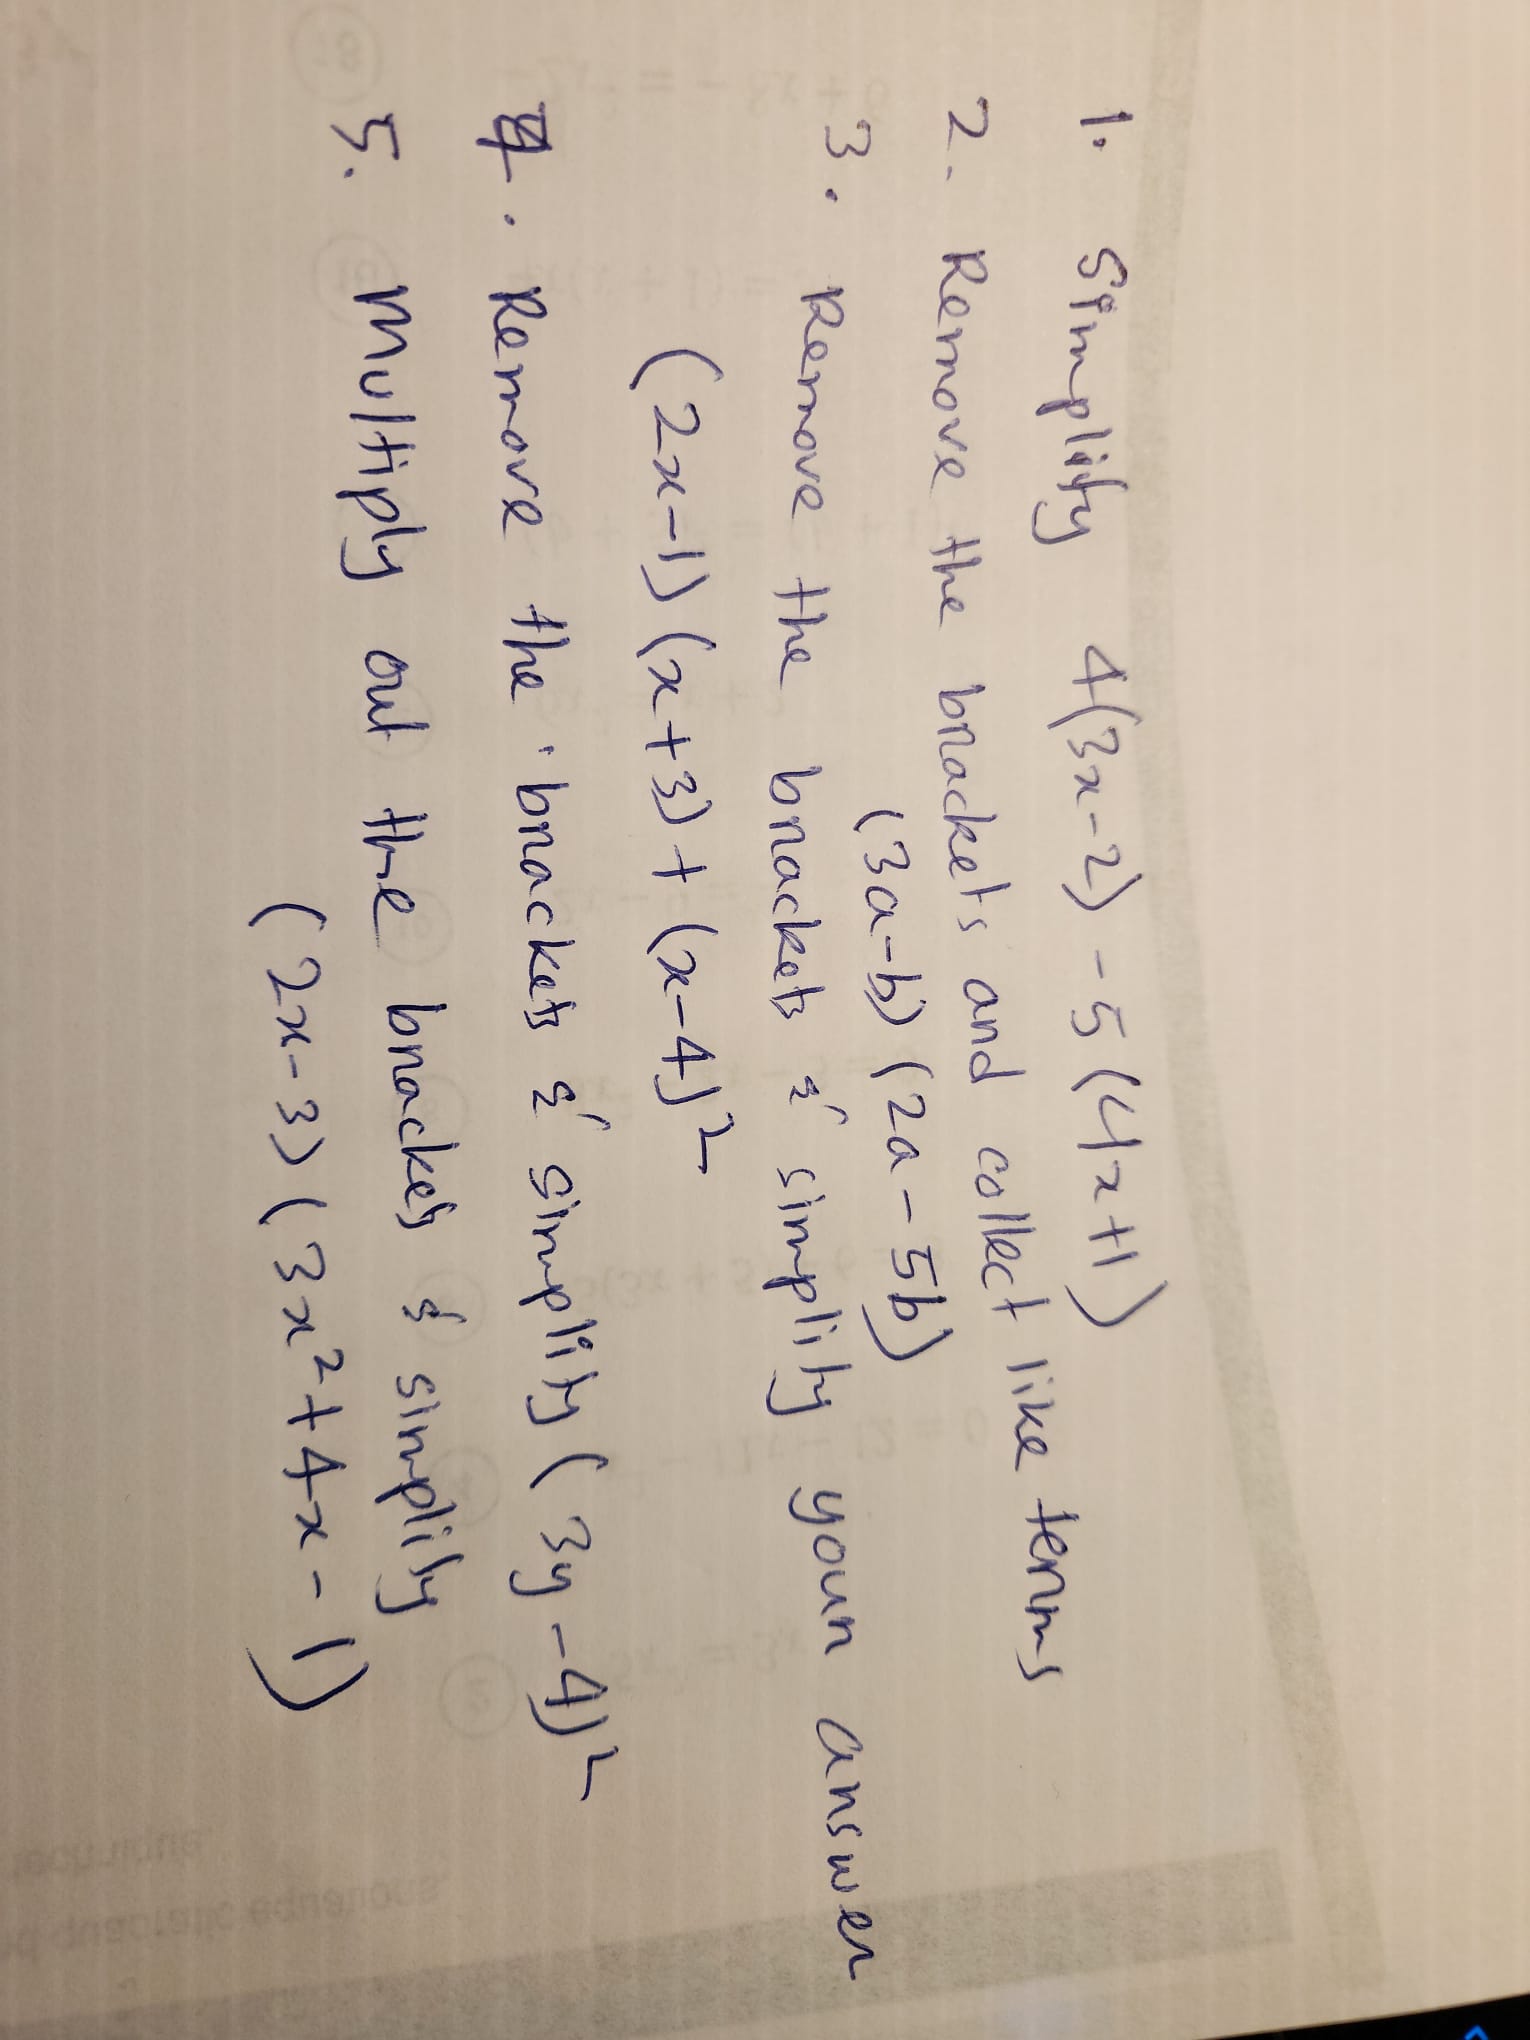 1. Simplify 4(3x-2) - 5(4x+1)
2. Remove the brackets and collect like terms
(3a-b) (2a-5b)
3. Remove the brackets & simplify your answer
(2x-1) (x+3) + (x-4)²
4. Remove the brackets & simplify (3y-4)²
5. Multiply out the brackets & simplify
(2x-3) (3x²+4x-1)